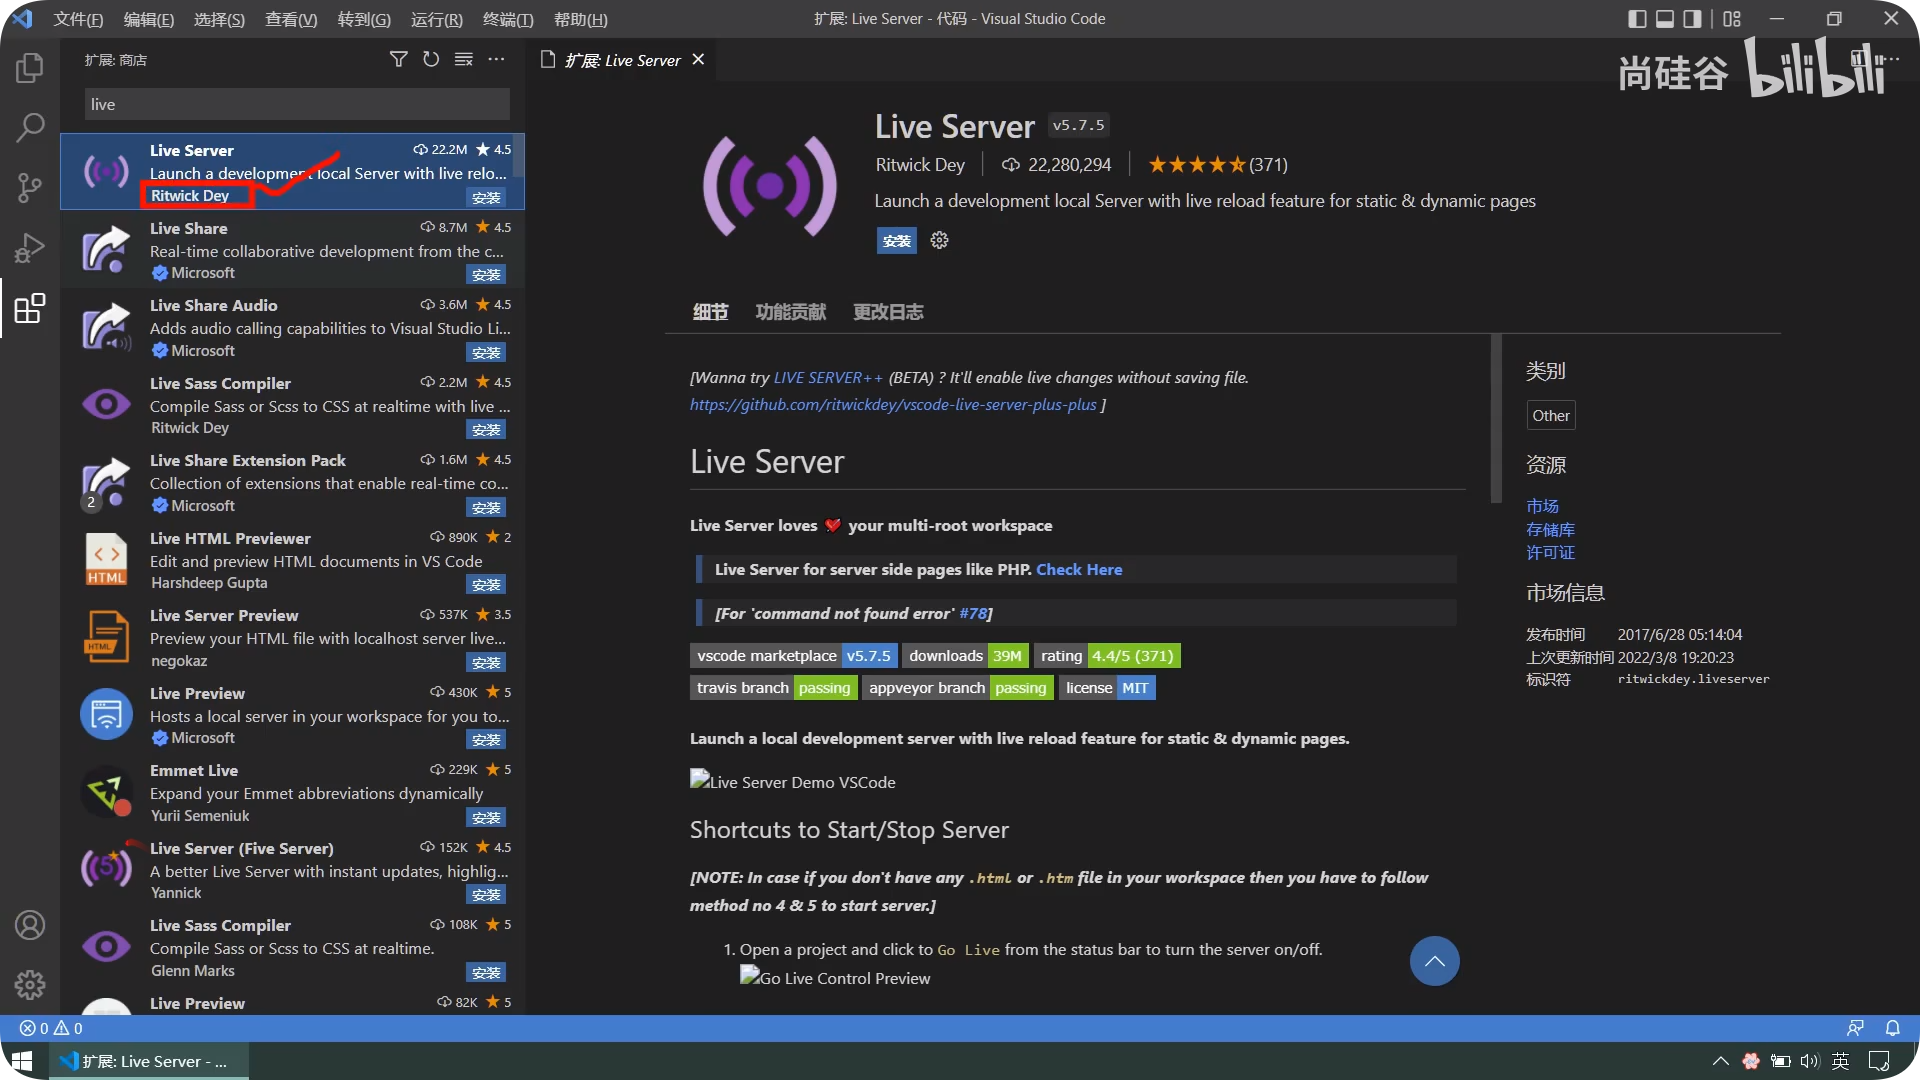 文件(F) 编辑(E) 选择(S) 查看(V) 转到(G) 运行(R) 终端(T) 帮助(H)
扩展: Live Server - 代码 - Visual Studio Code
扩展: 商店
扩展: Live Server
尚硅谷 bilibili
live
Live Server 22.2M ★ 4.5
Launch a development local Server with live relo...
Ritwick Dey 安装
Live Share 8.7M ★ 4.5
Real-time collaborative development from the c...
Microsoft 安装
Live Share Audio 3.6M ★ 4.5
Adds audio calling capabilities to Visual Studio Li...
Microsoft 安装
Live Sass Compiler 2.2M ★ 4.5
Compile Sass or Scss to CSS at realtime with live ...
Ritwick Dey 安装
Live Share Extension Pack 1.6M ★ 4.5
Collection of extensions that enable real-time co...
2 Microsoft 安装
Live HTML Previewer 890K ★ 2
Edit and preview HTML documents in VS Code
HTML Harshdeep Gupta 安装
Live Server Preview 537K ★ 3.5
Preview your HTML file with localhost server live...
HTML negokaz 安装
Live Preview 430K ★ 5
Hosts a local server in your workspace for you to...
Microsoft 安装
Emmet Live 229K ★ 5
Expand your Emmet abbreviations dynamically
Yurii Semeniuk 安装
Live Server (Five Server) 152K ★ 4.5
5 A better Live Server with instant updates, highlig...
Yannick 安装
Live Sass Compiler 108K ★ 5
Compile Sass or Scss to CSS at realtime.
Glenn Marks 安装
Live Preview 82K ★ 5
Live Server v5.7.5
Ritwick Dey 22,280,294 ★★★★⯪(371)
Launch a development local Server with live reload feature for static & dynamic pages
安装
细节 功能贡献 更改日志
[Wanna try LIVE SERVER++ (BETA) ? It'll enable live changes without saving file.
https://github.com/ritwickdey/vscode-live-server-plus-plus ]
Live Server
Live Server loves ❤ your multi-root workspace
Live Server for server side pages like PHP. Check Here
[For `command not found error` #78]
vscode marketplace v5.7.5 downloads 39M rating 4.4/5 (371)
travis branch passing appveyor branch passing license MIT
Launch a local development server with live reload feature for static & dynamic pages.
Live Server Demo VSCode
Shortcuts to Start/Stop Server
[NOTE: In case if you don't have any .html or .htm file in your workspace then you have to follow
method no 4 & 5 to start server.]
1. Open a project and click to Go Live from the status bar to turn the server on/off.
Go Live Control Preview
类别
Other
资源
市场
存储库
许可证
市场信息
发布时间 2017/6/28 05:14:04
上次更新时间 2022/3/8 19:20:23
标识符 ritwickdey.liveserver
0 0
扩展: Live Server - ...
英